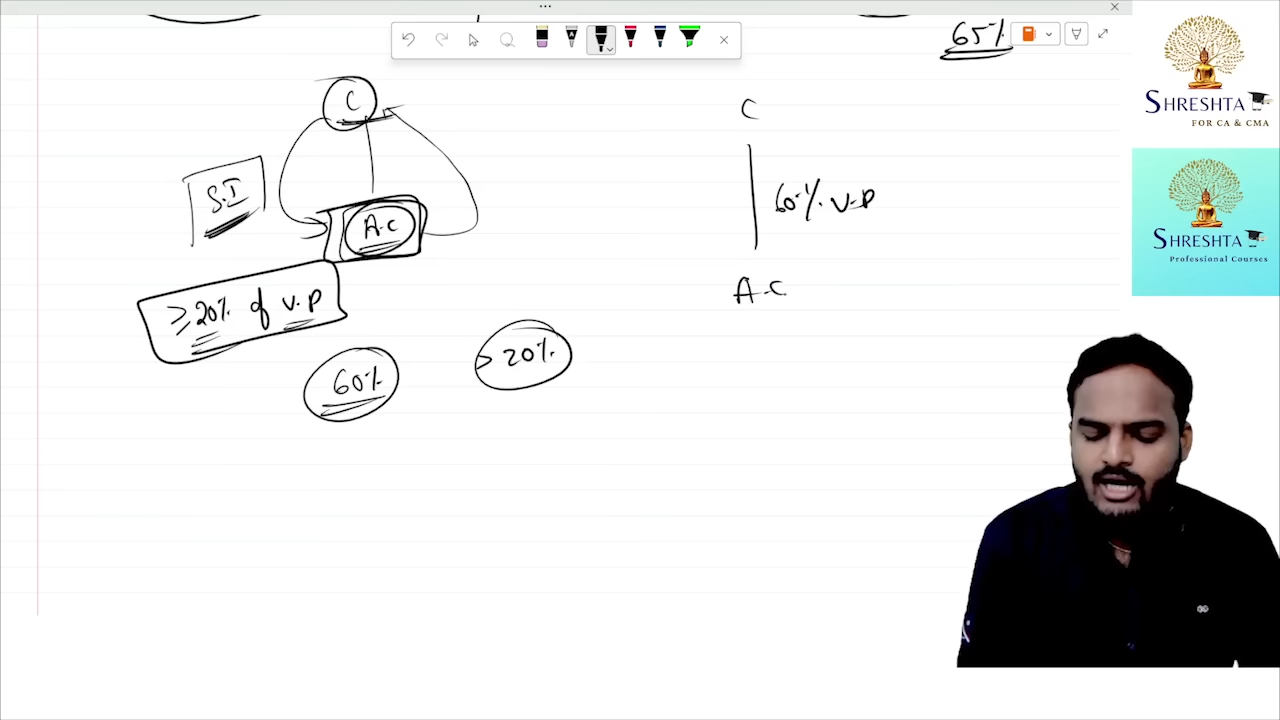 65%
C
C
S.I
60% V.P
A.C
A.C
≥20% of V.P
> 20%
60%
SHRESHTA
FOR CA & CMA
SHRESHTA
Professional Courses